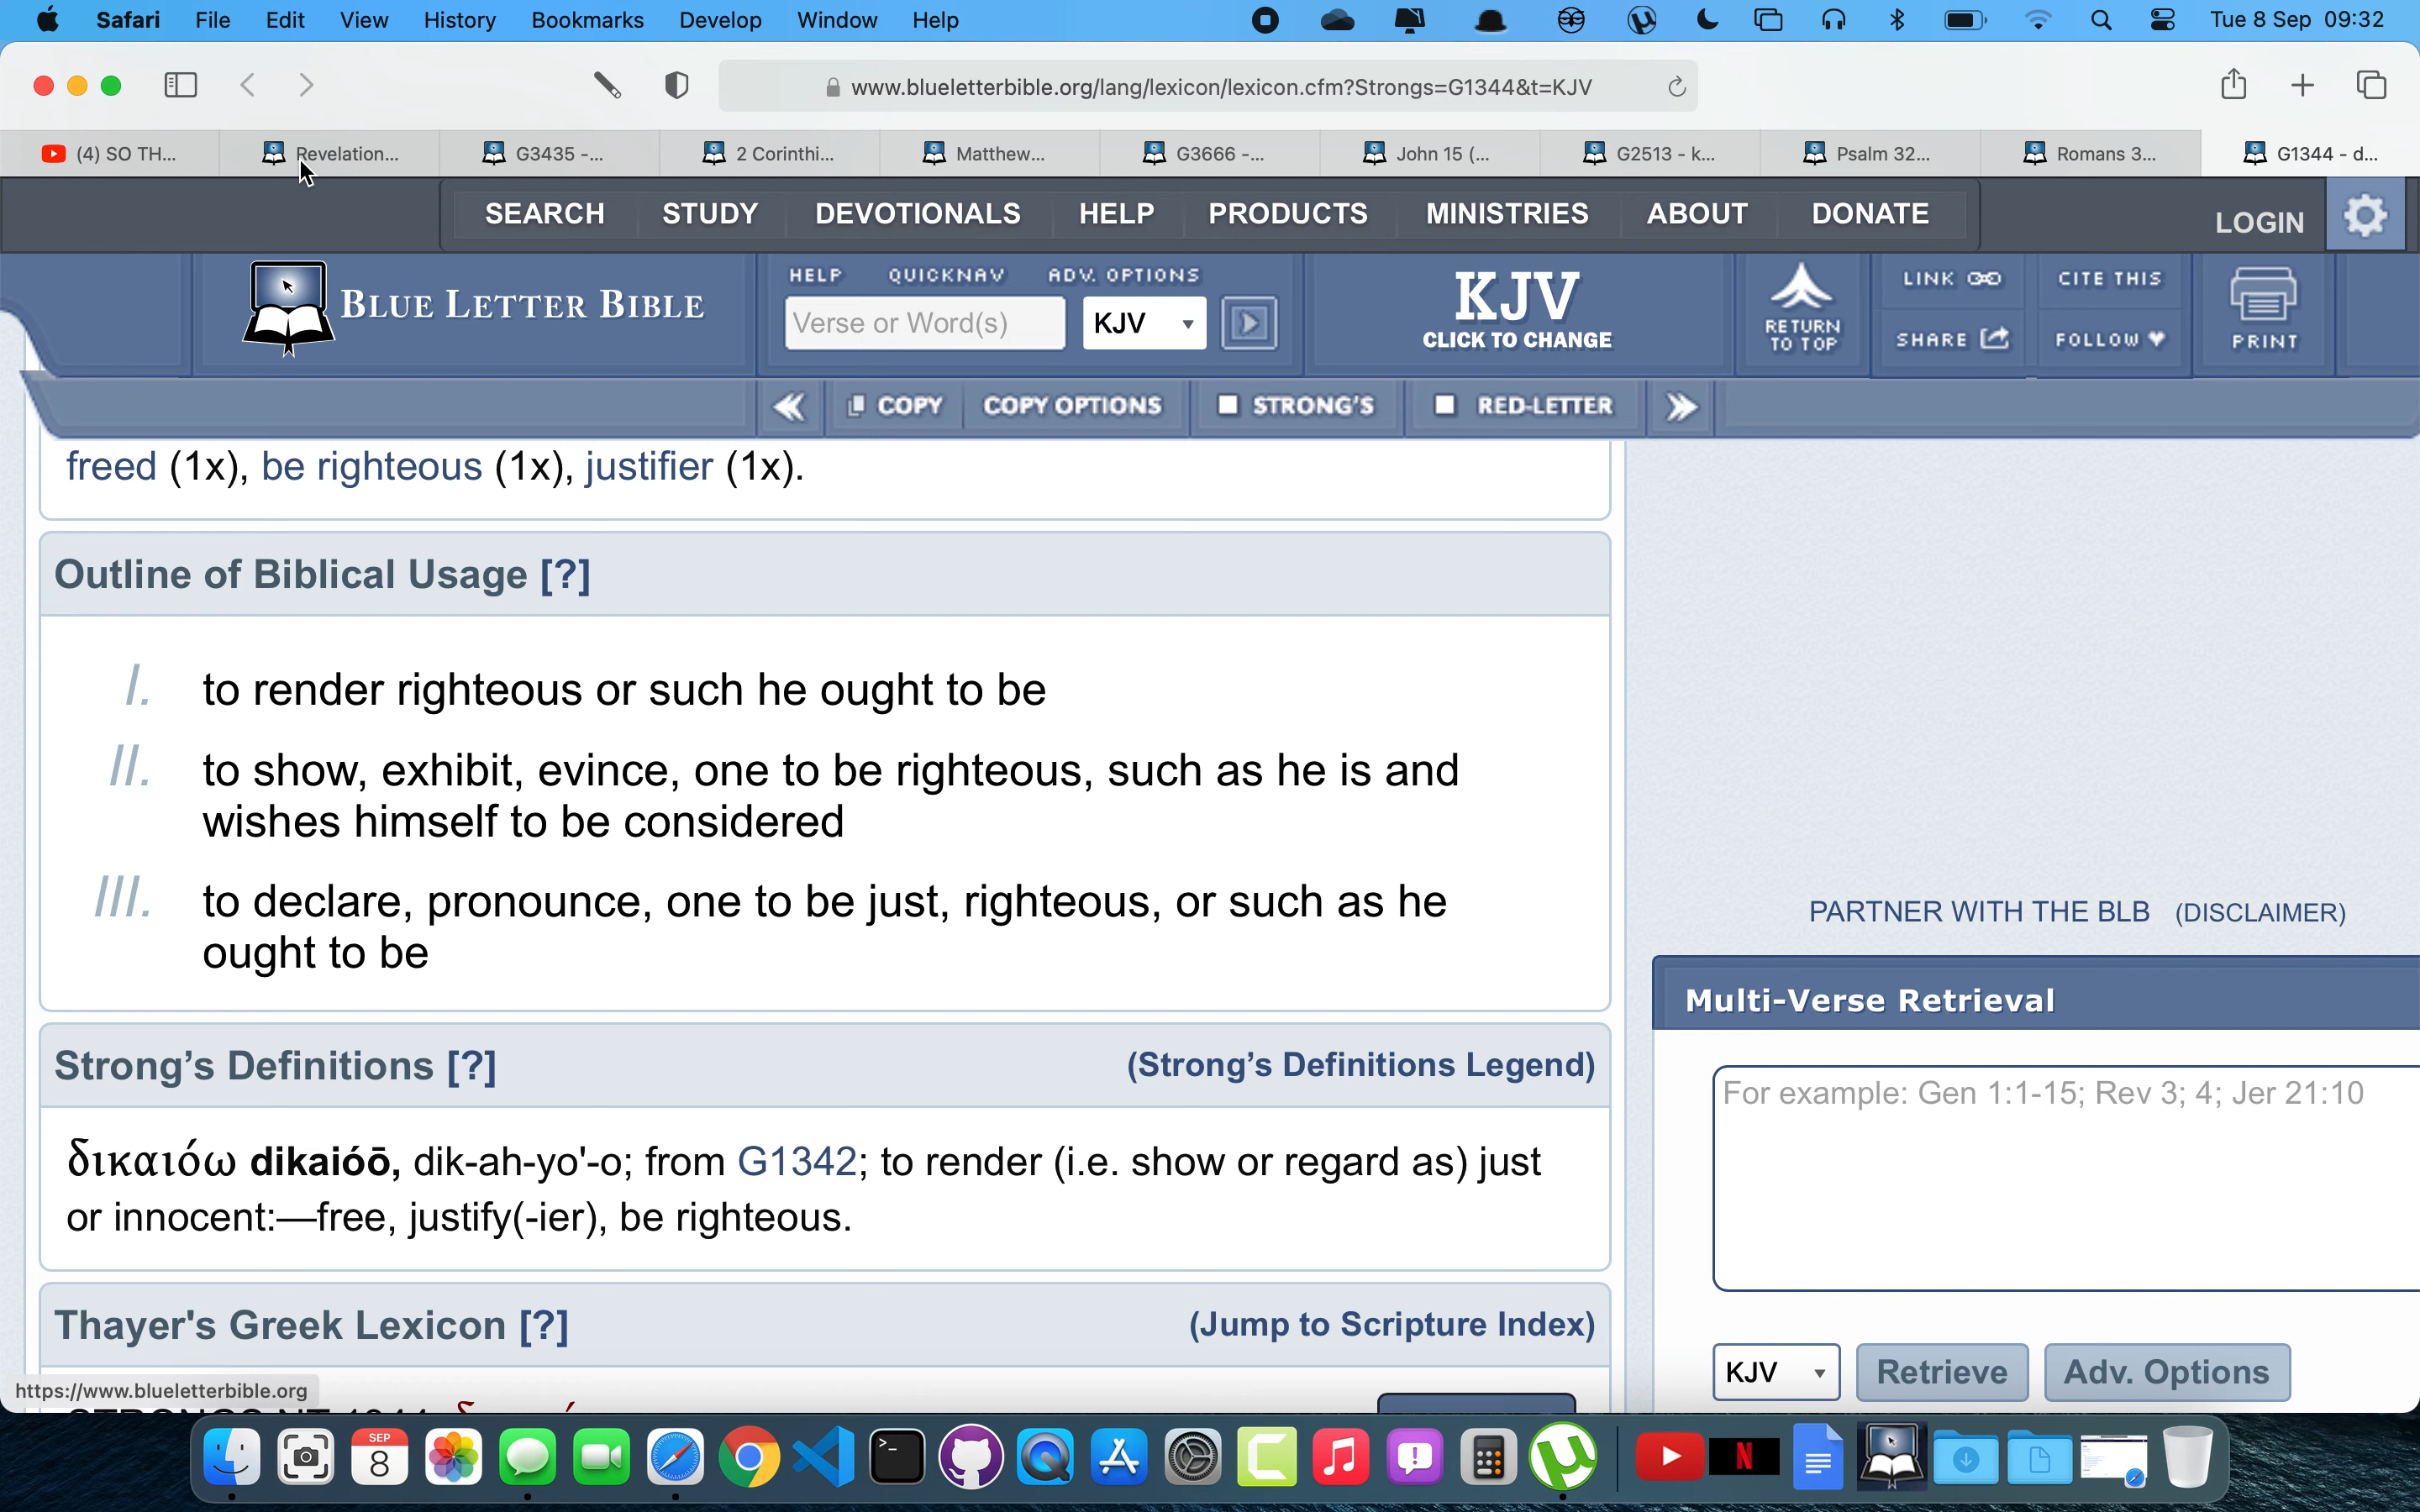 Safari File Edit View History Bookmarks Develop Window Help Tue 8 Sep 09:32
www.blueletterbible.org/lang/lexicon/lexicon.cfm?Strongs=G1344&t=KJV
(4) SO TH... Revelation... G3435 -... 2 Corinthi... Matthew... G3666 -... John 15 (... G2513 - k... Psalm 32... Romans 3... G1344 - d...
SEARCH STUDY DEVOTIONALS HELP PRODUCTS MINISTRIES ABOUT DONATE LOGIN
HELP QUICKNAV ADV. OPTIONS
BLUE LETTER BIBLE
Verse or Word(s) KJV
KJV
CLICK TO CHANGE
RETURN
TO TOP
LINK CITE THIS
SHARE FOLLOW
PRINT
COPY COPY OPTIONS STRONG'S RED-LETTER
freed (1x), be righteous (1x), justifier (1x).
Outline of Biblical Usage [?]
I. to render righteous or such he ought to be
II. to show, exhibit, evince, one to be righteous, such as he is and
wishes himself to be considered
III. to declare, pronounce, one to be just, righteous, or such as he
ought to be
Strong’s Definitions [?] (Strong’s Definitions Legend)
δικαιόω dikaióō, dik-ah-yo'-o; from G1342; to render (i.e. show or regard as) just
or innocent:—free, justify(-ier), be righteous.
Thayer's Greek Lexicon [?] (Jump to Scripture Index)
PARTNER WITH THE BLB (DISCLAIMER)
Multi-Verse Retrieval
For example: Gen 1:1-15; Rev 3; 4; Jer 21:10
KJV Retrieve Adv. Options
https://www.blueletterbible.org
SEP
8
N